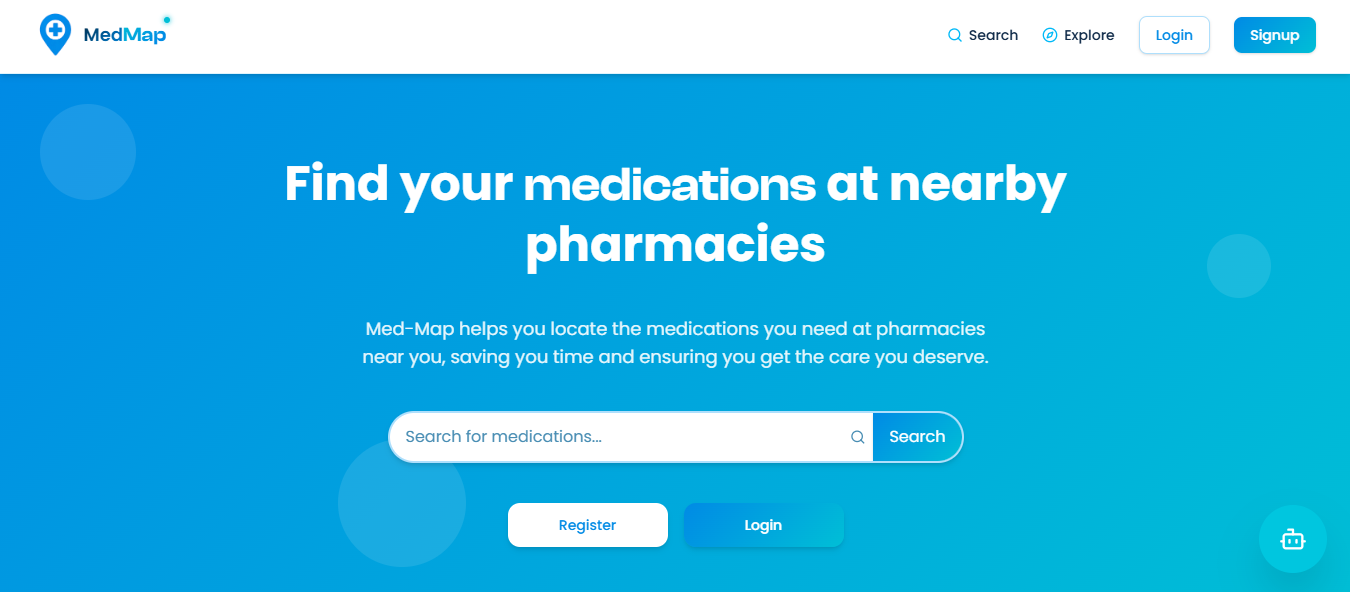 MedMap
Search
Explore
Login
Signup
Find your medications at nearby
pharmacies
Med-Map helps you locate the medications you need at pharmacies
near you, saving you time and ensuring you get the care you deserve.
Search for medications...
Search
Register
Login